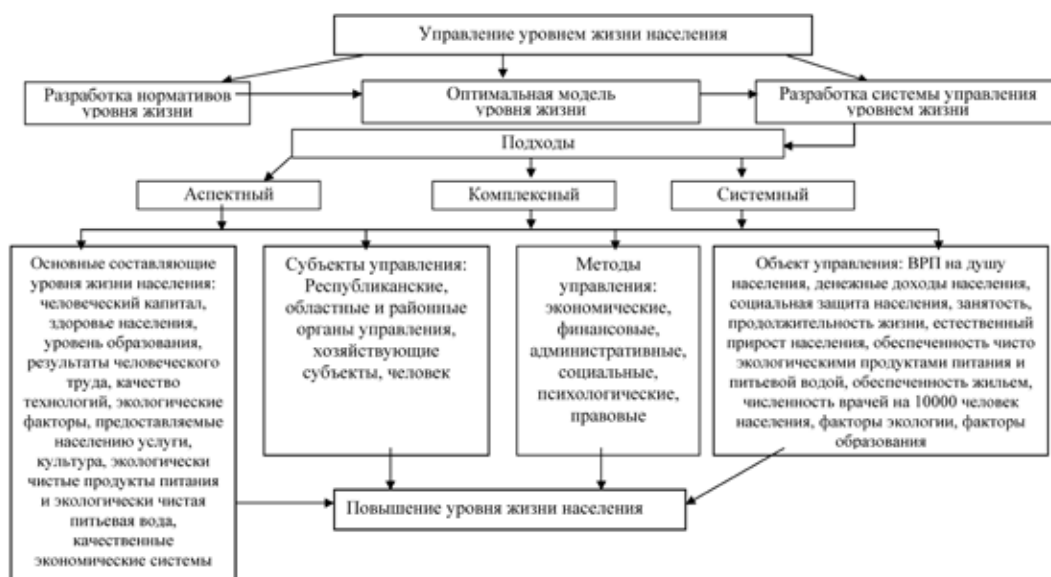 Управление уровнем жизни населения
Разработка нормативов
уровня жизни
Оптимальная модель
уровня жизни
Разработка системы управления
уровнем жизни
Подходы
Аспектный
Комплексный
Системный
Основные составляющие
уровня жизни населения:
человеческий капитал,
здоровье населения,
уровень образования,
результаты человеческого
труда, качество
технологий, экологические
факторы, предоставляемые
населению услуги,
культура, экологически
чистые продукты питания
и экологически чистая
питьевая вода,
качественные
экономические системы
Субъекты управления:
Республиканские,
областные и районные
органы управления,
хозяйствующие
субъекты, человек
Методы
управления:
экономические,
финансовые,
административные,
социальные,
психологические,
правовые
Объект управления: ВРП на душу
населения, денежные доходы населения,
социальная защита населения, занятость,
продолжительность жизни, естественный
прирост населения, обеспеченность чисто
экологическими продуктами питания и
питьевой водой, обеспеченность жильем,
численность врачей на 10000 человек
населения, факторы экологии, факторы
образования
Повышение уровня жизни населения